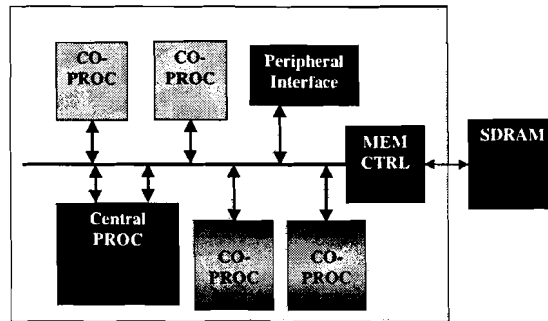 CO-
PROC
CO-
PROC
Peripheral
Interface
MEM
CTRL
SDRAM
Central
PROC
CO-
PROC
CO-
PROC